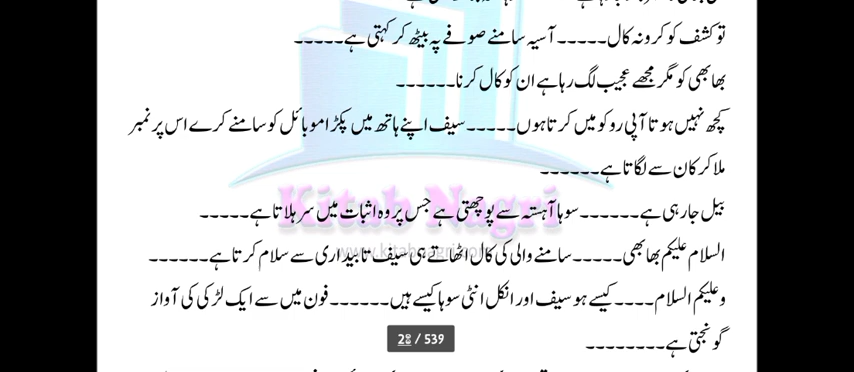 تو کشف کو کرو نہ کال۔۔۔۔۔ آسیہ سامنے صوفے پہ بیٹھ کر کہتی ہے۔۔۔۔۔
بھابھی کو مگر مجھے عجیب لگ رہا ہے ان کو کال کرنا۔۔۔۔۔۔
کچھ نہیں ہوتا آپی رو کو میں کرتا ہوں۔۔۔۔۔ سیف اپنے ہاتھ میں پکڑا موبائل کو سامنے کرے اس پر نمبر
ملا کر کان سے لگاتا ہے۔۔۔۔۔۔
بیل جا رہی ہے۔۔۔۔۔۔ سوہا آہستہ سے پوچھتی ہے جس پر وہ اثبات میں سر ہلاتا ہے۔۔۔۔۔
السلام علیکم بھابھی۔۔۔۔۔ سامنے والی کی کال اٹھاتے ہی سیف تابیداری سے سلام کرتا ہے۔۔۔۔۔۔
و علیکم السلام۔۔۔۔ کیسے ہو سیف اور انکل انٹی سوہا کیسے ہیں۔۔۔۔۔۔ فون میں سے ایک لڑکی کی آواز
گونجتی ہے۔۔۔۔۔۔۔۔
Kitab Nagri
28 / 539